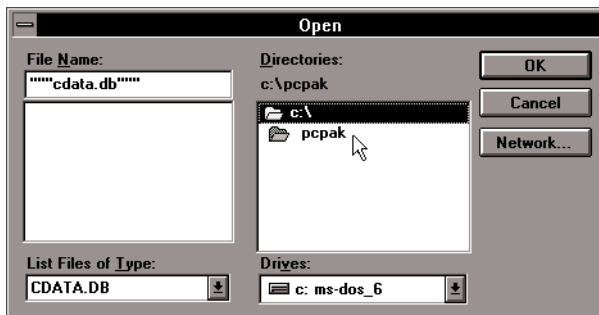 Open
File Name:
""""cdata.db""""
Directories:
c:\pcpak
c:\
pcpak
OK
Cancel
Network...
List Files of Type:
CDATA.DB
Drives:
c: ms-dos_6